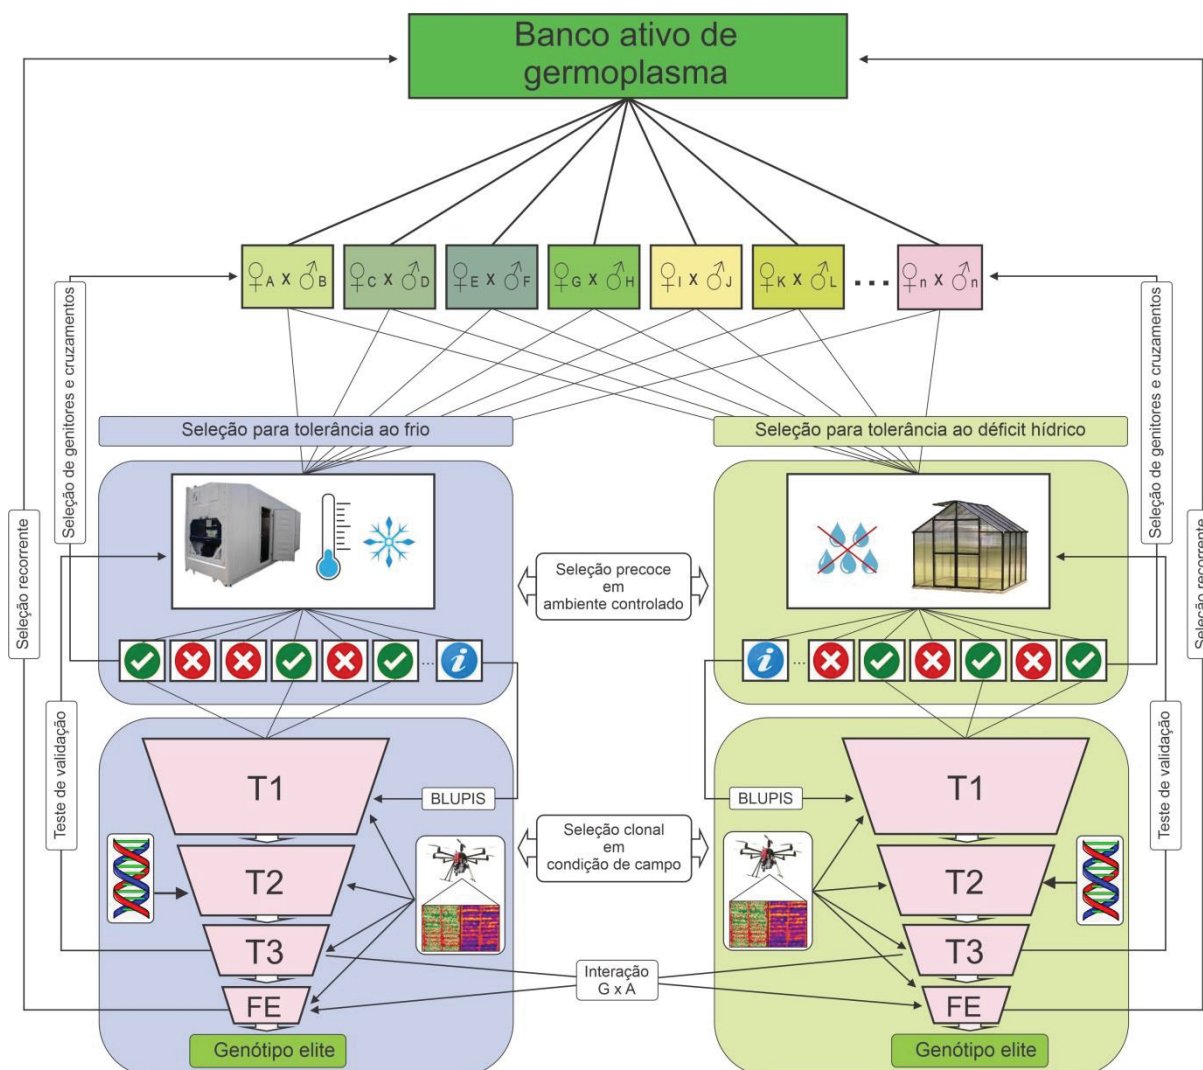 Banco ativo de
germoplasma
♀A x ♂B
♀C x ♂D
♀E x ♂F
♀G x ♂H
♀I x ♂J
♀K x ♂L
...
♀n x ♂n
Seleção de genitores e cruzamentos
Seleção de genitores e cruzamentos
Seleção para tolerância ao frio
Seleção para tolerância ao déficit hídrico
Seleção recorrente
Seleção recorrente
Seleção precoce
em
ambiente controlado
... i
i ...
Teste de validação
Teste de validação
T1
T1
BLUPIS
BLUPIS
Seleção clonal
em
condição de campo
T2
T2
T3
T3
Interação
G x A
FE
FE
Genótipo elite
Genótipo elite